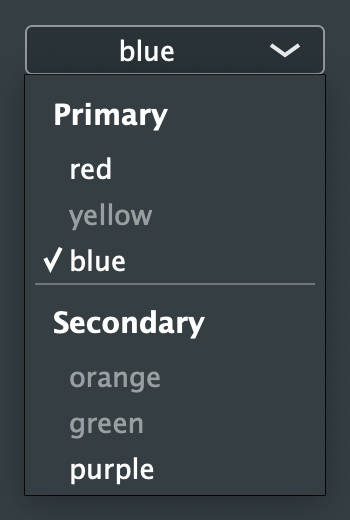 blue
Primary
red
yellow
✓ blue
Secondary
orange
green
purple